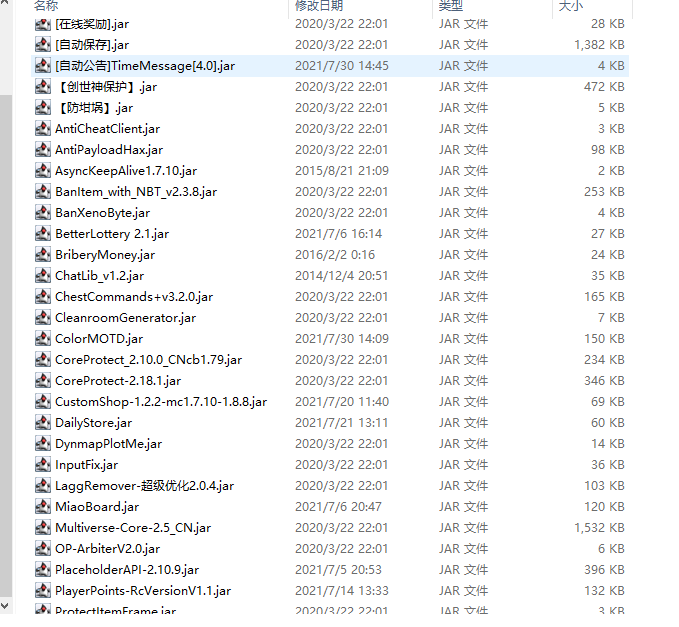 名称 修改日期 类型 大小
[在线奖励].jar 2020/3/22 22:01 JAR 文件 28 KB
[自动保存].jar 2020/3/22 22:01 JAR 文件 1,382 KB
[自动公告]TimeMessage[4.0].jar 2021/7/30 14:45 JAR 文件 4 KB
【创世神保护】.jar 2020/3/22 22:01 JAR 文件 472 KB
【防坩埚】.jar 2020/3/22 22:01 JAR 文件 5 KB
AntiCheatClient.jar 2020/3/22 22:01 JAR 文件 3 KB
AntiPayloadHax.jar 2020/3/22 22:01 JAR 文件 98 KB
AsyncKeepAlive1.7.10.jar 2015/8/21 21:09 JAR 文件 2 KB
BanItem_with_NBT_v2.3.8.jar 2020/3/22 22:01 JAR 文件 253 KB
BanXenoByte.jar 2020/3/22 22:01 JAR 文件 4 KB
BetterLottery 2.1.jar 2021/7/6 16:14 JAR 文件 27 KB
BriberyMoney.jar 2016/2/2 0:16 JAR 文件 24 KB
ChatLib_v1.2.jar 2014/12/4 20:51 JAR 文件 35 KB
ChestCommands+v3.2.0.jar 2020/3/22 22:01 JAR 文件 165 KB
CleanroomGenerator.jar 2020/3/22 22:01 JAR 文件 7 KB
ColorMOTD.jar 2021/7/30 14:09 JAR 文件 150 KB
CoreProtect_2.10.0_CNcb1.79.jar 2020/3/22 22:01 JAR 文件 234 KB
CoreProtect-2.18.1.jar 2020/3/22 22:01 JAR 文件 346 KB
CustomShop-1.2.2-mc1.7.10-1.8.8.jar 2021/7/20 11:40 JAR 文件 69 KB
DailyStore.jar 2021/7/21 13:11 JAR 文件 60 KB
DynmapPlotMe.jar 2020/3/22 22:01 JAR 文件 14 KB
InputFix.jar 2020/3/22 22:01 JAR 文件 36 KB
LaggRemover-超级优化2.0.4.jar 2020/3/22 22:01 JAR 文件 103 KB
MiaoBoard.jar 2021/7/6 20:47 JAR 文件 120 KB
Multiverse-Core-2.5_CN.jar 2020/3/22 22:01 JAR 文件 1,532 KB
OP-ArbiterV2.0.jar 2020/3/22 22:01 JAR 文件 6 KB
PlaceholderAPI-2.10.9.jar 2021/7/5 20:53 JAR 文件 396 KB
PlayerPoints-RcVersionV1.1.jar 2021/7/14 13:33 JAR 文件 132 KB
ProtectItemFrame.jar 2020/3/22 22:01 JAR 文件 3 KB